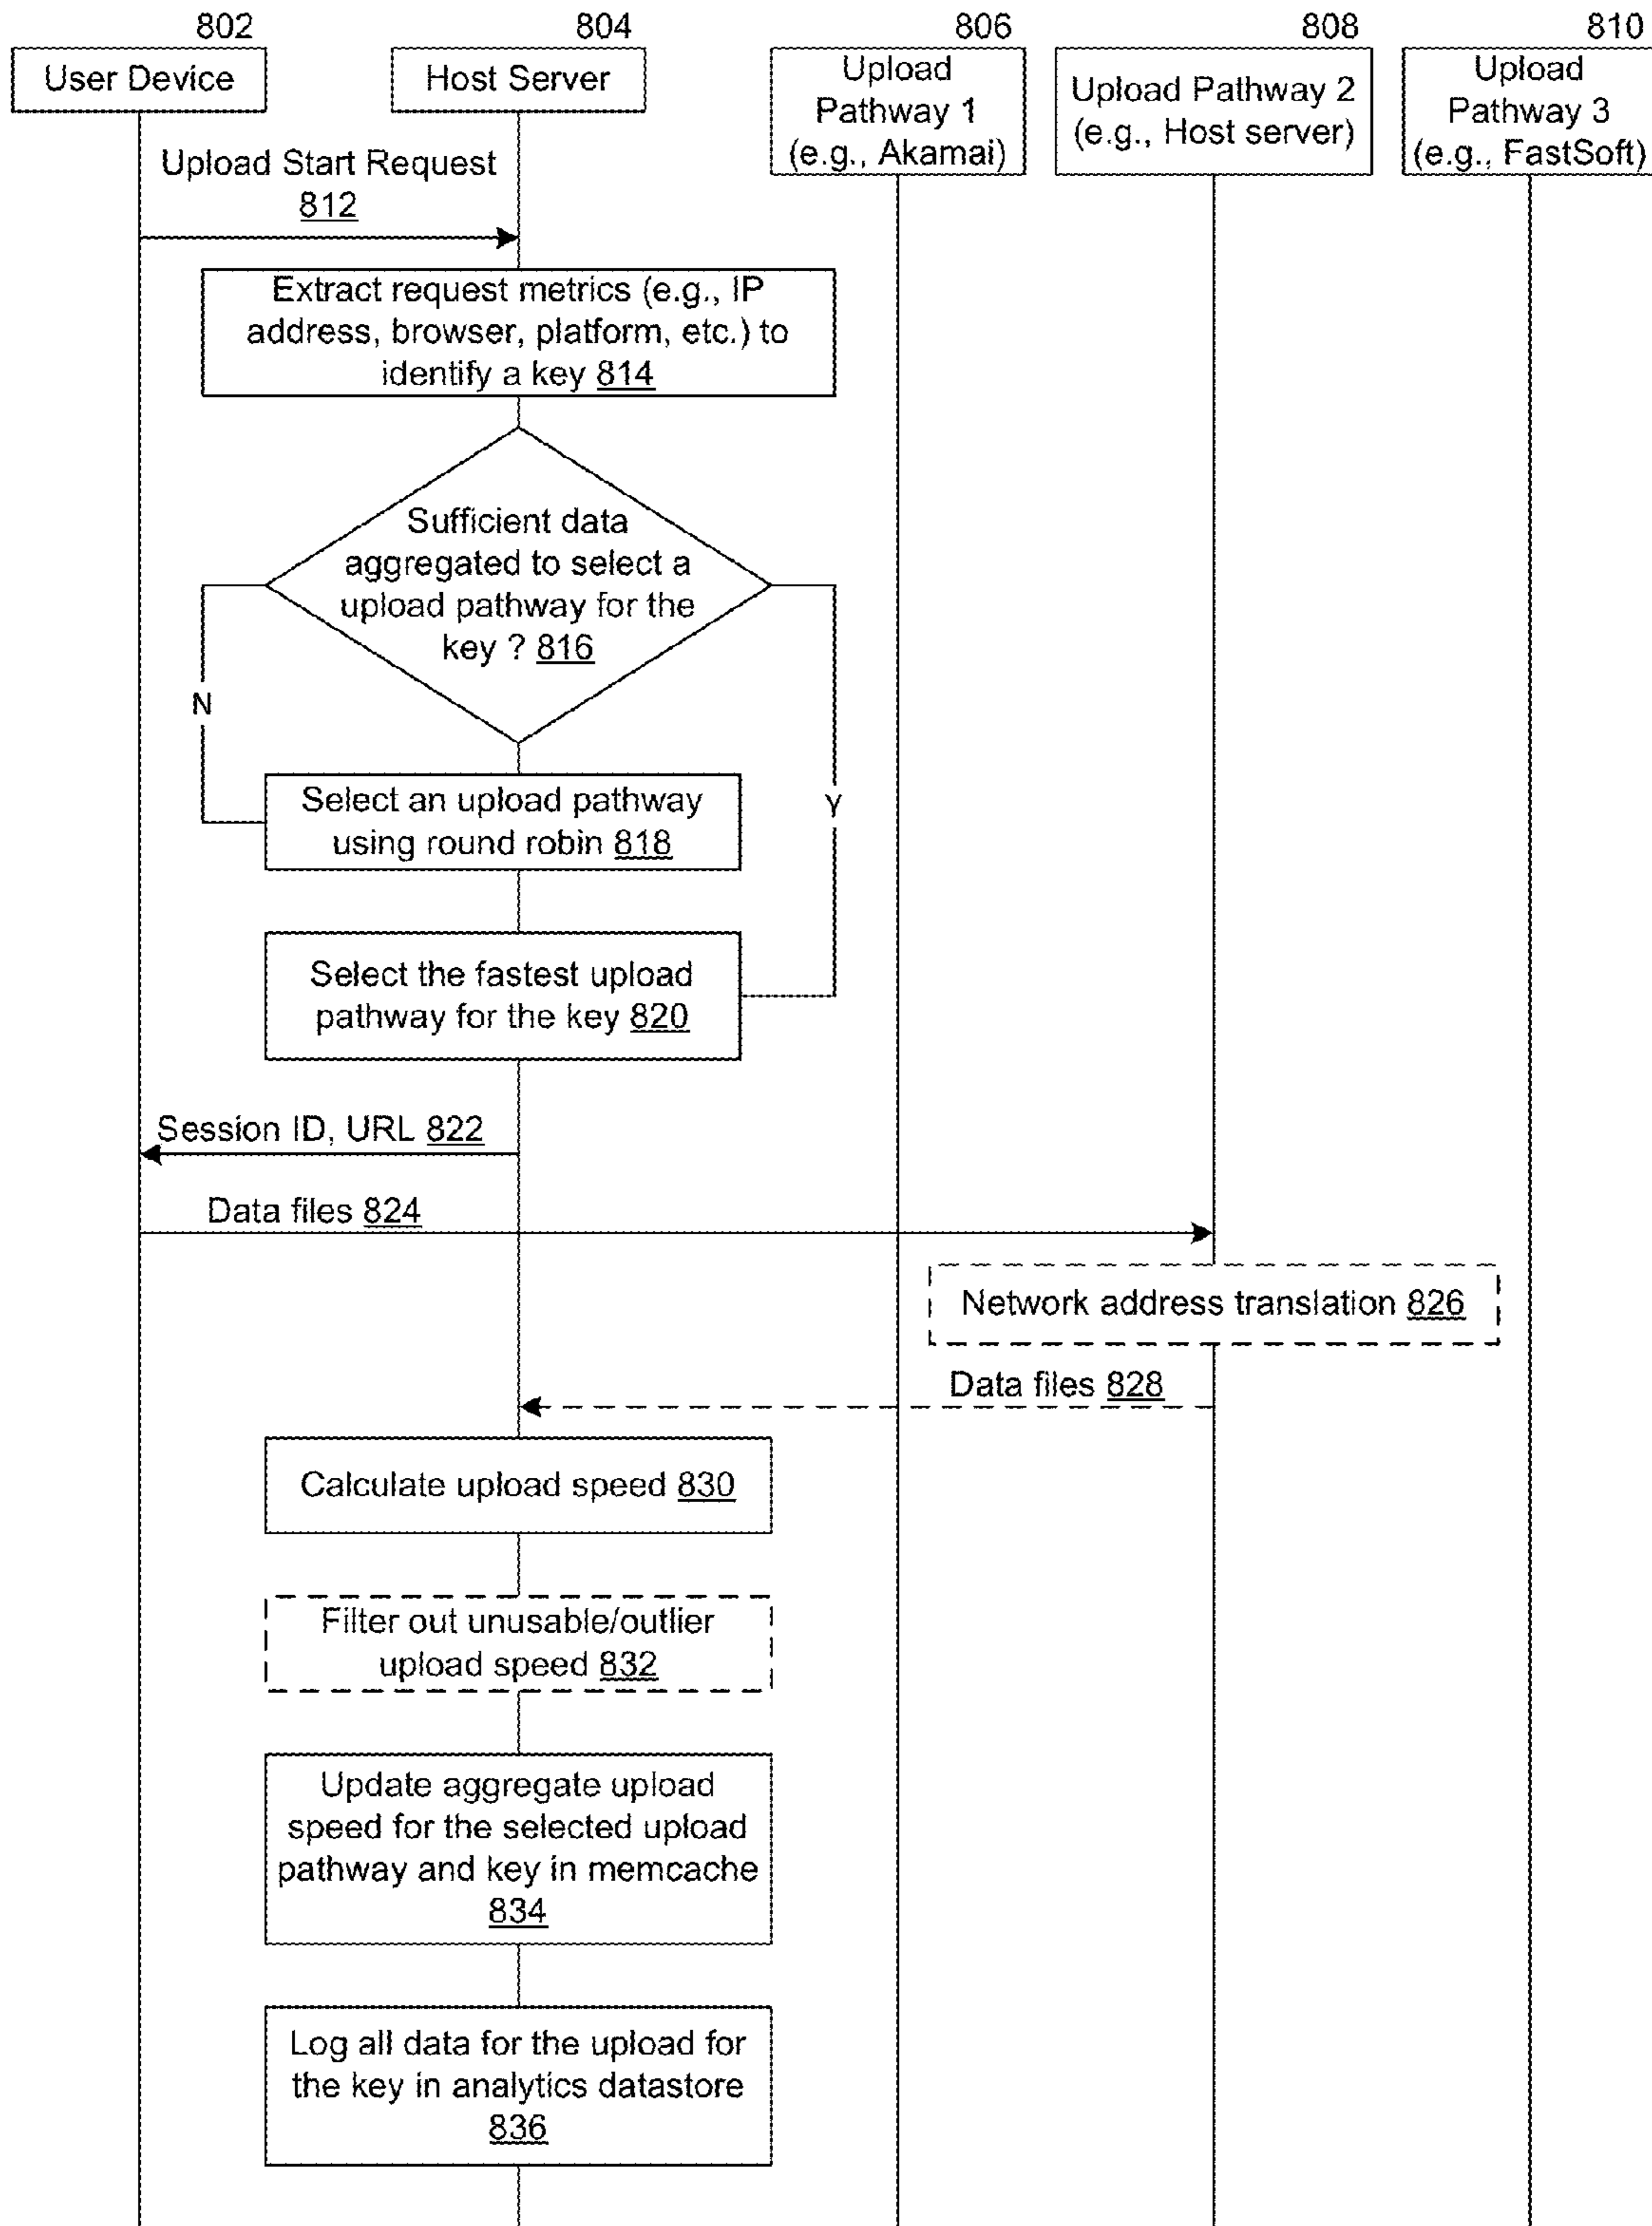 802
804
806
808
810
User Device
Host Server
Upload
Pathway 1
(e.g., Akamai)
Upload Pathway 2
(e.g., Host server)
Upload
Pathway 3
(e.g., FastSoft)
Upload Start Request
812
Extract request metrics (e.g., IP
address, browser, platform, etc.) to
identify a key 814
Sufficient data
aggregated to select a
upload pathway for the
key ? 816
N
Y
Select an upload pathway
using round robin 818
Select the fastest upload
pathway for the key 820
Session ID, URL 822
Data files 824
Network address translation 826
Data files 828
Calculate upload speed 830
Filter out unusable/outlier
upload speed 832
Update aggregate upload
speed for the selected upload
pathway and key in memcache
834
Log all data for the upload for
the key in analytics datastore
836